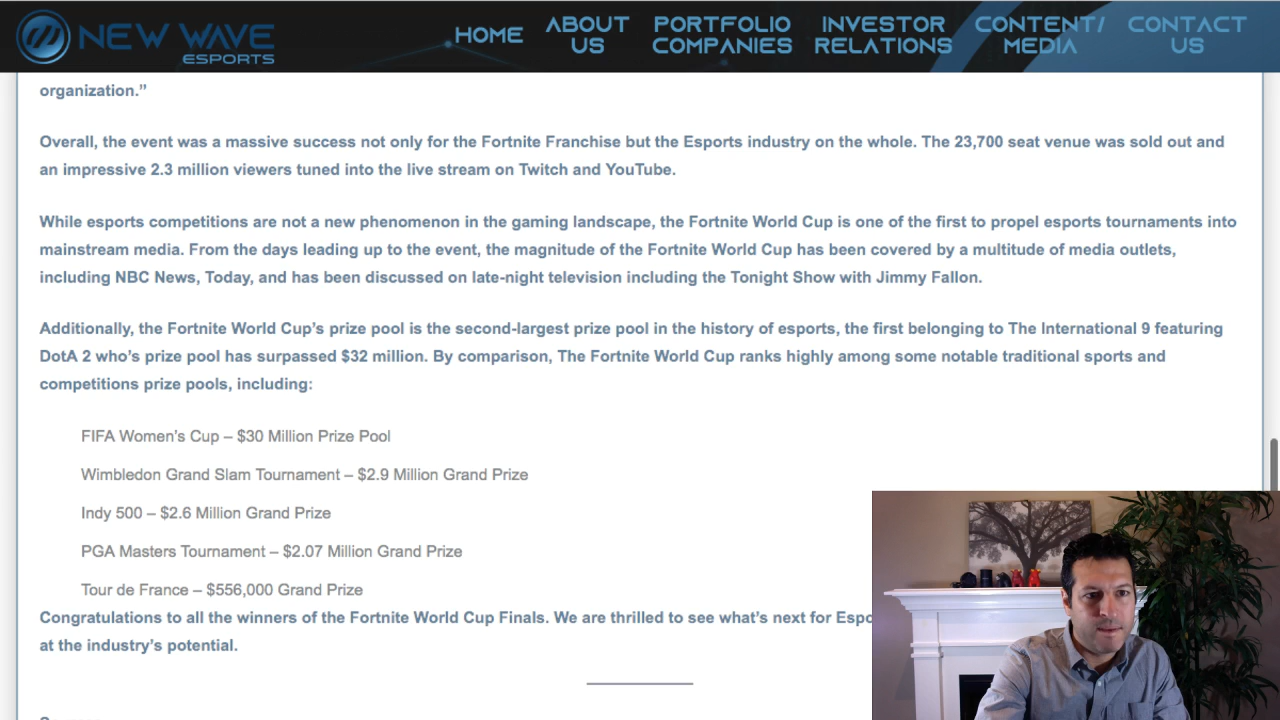 NEW WAVE
ESPORTS
HOME
ABOUT
US
PORTFOLIO
COMPANIES
INVESTOR
RELATIONS
CONTENT/
MEDIA
CONTACT
US
organization.”
Overall, the event was a massive success not only for the Fortnite Franchise but the Esports industry on the whole. The 23,700 seat venue was sold out and
an impressive 2.3 million viewers tuned into the live stream on Twitch and YouTube.
While esports competitions are not a new phenomenon in the gaming landscape, the Fortnite World Cup is one of the first to propel esports tournaments into
mainstream media. From the days leading up to the event, the magnitude of the Fortnite World Cup has been covered by a multitude of media outlets,
including NBC News, Today, and has been discussed on late-night television including the Tonight Show with Jimmy Fallon.
Additionally, the Fortnite World Cup’s prize pool is the second-largest prize pool in the history of esports, the first belonging to The International 9 featuring
DotA 2 who’s prize pool has surpassed $32 million. By comparison, The Fortnite World Cup ranks highly among some notable traditional sports and
competitions prize pools, including:
FIFA Women’s Cup – $30 Million Prize Pool
Wimbledon Grand Slam Tournament – $2.9 Million Grand Prize
Indy 500 – $2.6 Million Grand Prize
PGA Masters Tournament – $2.07 Million Grand Prize
Tour de France – $556,000 Grand Prize
Congratulations to all the winners of the Fortnite World Cup Finals. We are thrilled to see what’s next for Espo
at the industry’s potential.